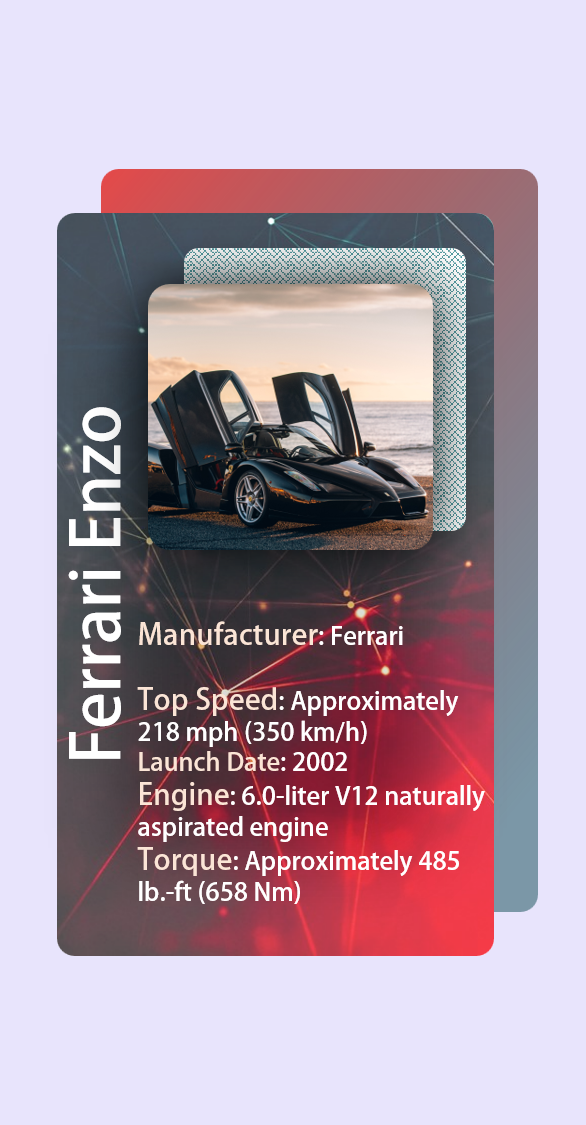 Ferrari Enzo
Manufacturer: Ferrari
Top Speed: Approximately
218 mph (350 km/h)
Launch Date: 2002
Engine: 6.0-liter V12 naturally
aspirated engine
Torque: Approximately 485
lb.-ft (658 Nm)